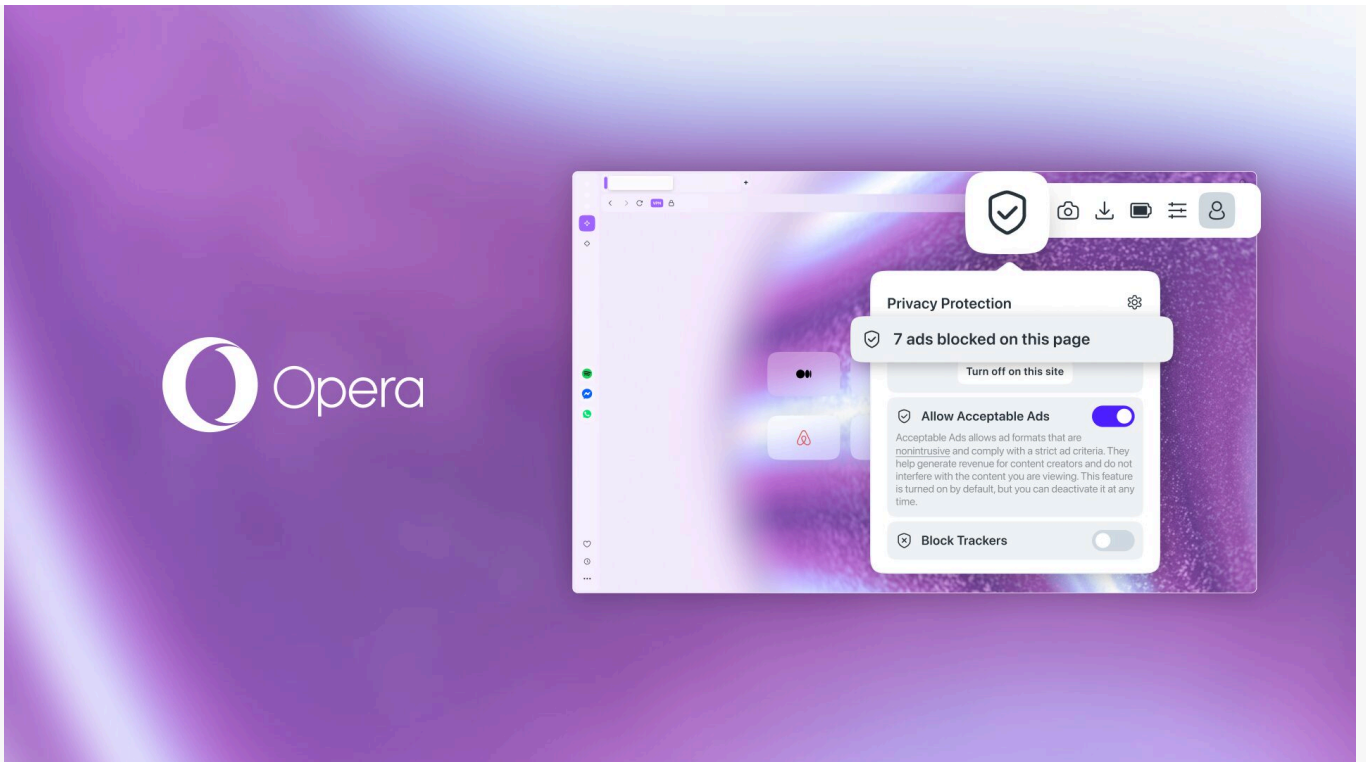 Opera
VPN
Privacy Protection
7 ads blocked on this page
Turn off on this site
Allow Acceptable Ads
Acceptable Ads allows ad formats that are
nonintrusive and comply with a strict ad criteria. They
help generate revenue for content creators and do not
interfere with the content you are viewing. This feature
is turned on by default, but you can deactivate it at any
time.
Block Trackers